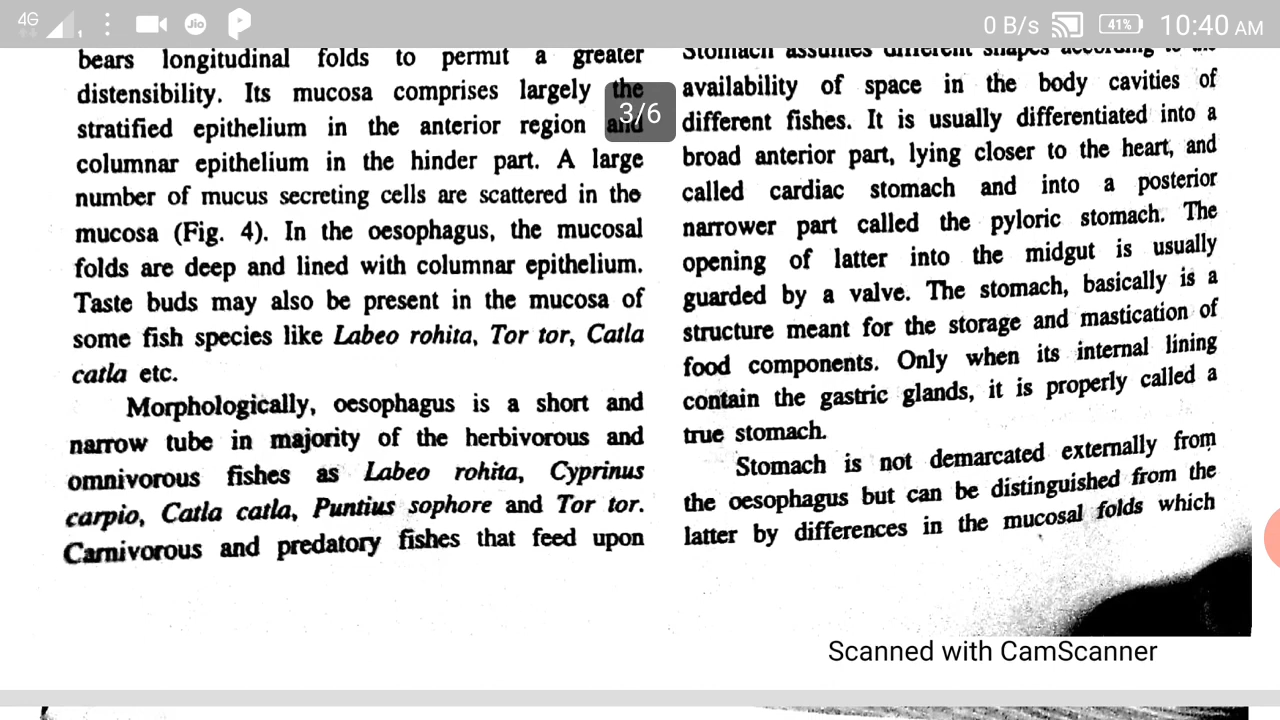 4G
Jio
0 B/s
41%
10:40 AM
3/6
bears longitudinal folds to permit a greater
distensibility. Its mucosa comprises largely the
stratified epithelium in the anterior region and
columnar epithelium in the hinder part. A large
number of mucus secreting cells are scattered in the
mucosa (Fig. 4). In the oesophagus, the mucosal
folds are deep and lined with columnar epithelium.
Taste buds may also be present in the mucosa of
some fish species like Labeo rohita, Tor tor, Catla
catla etc.
Morphologically, oesophagus is a short and
narrow tube in majority of the herbivorous and
omnivorous fishes as Labeo rohita, Cyprinus
carpio, Catla catla, Puntius sophore and Tor tor.
Carnivorous and predatory fishes that feed upon
Stomach assumes different shapes according to the
availability of space in the body cavities of
different fishes. It is usually differentiated into a
broad anterior part, lying closer to the heart, and
called cardiac stomach and into a posterior
narrower part called the pyloric stomach. The
opening of latter into the midgut is usually
guarded by a valve. The stomach, basically is a
structure meant for the storage and mastication of
food components. Only when its internal lining
contain the gastric glands, it is properly called a
true stomach.
Stomach is not demarcated externally from
the oesophagus but can be distinguished from the
latter by differences in the mucosal folds which
Scanned with CamScanner